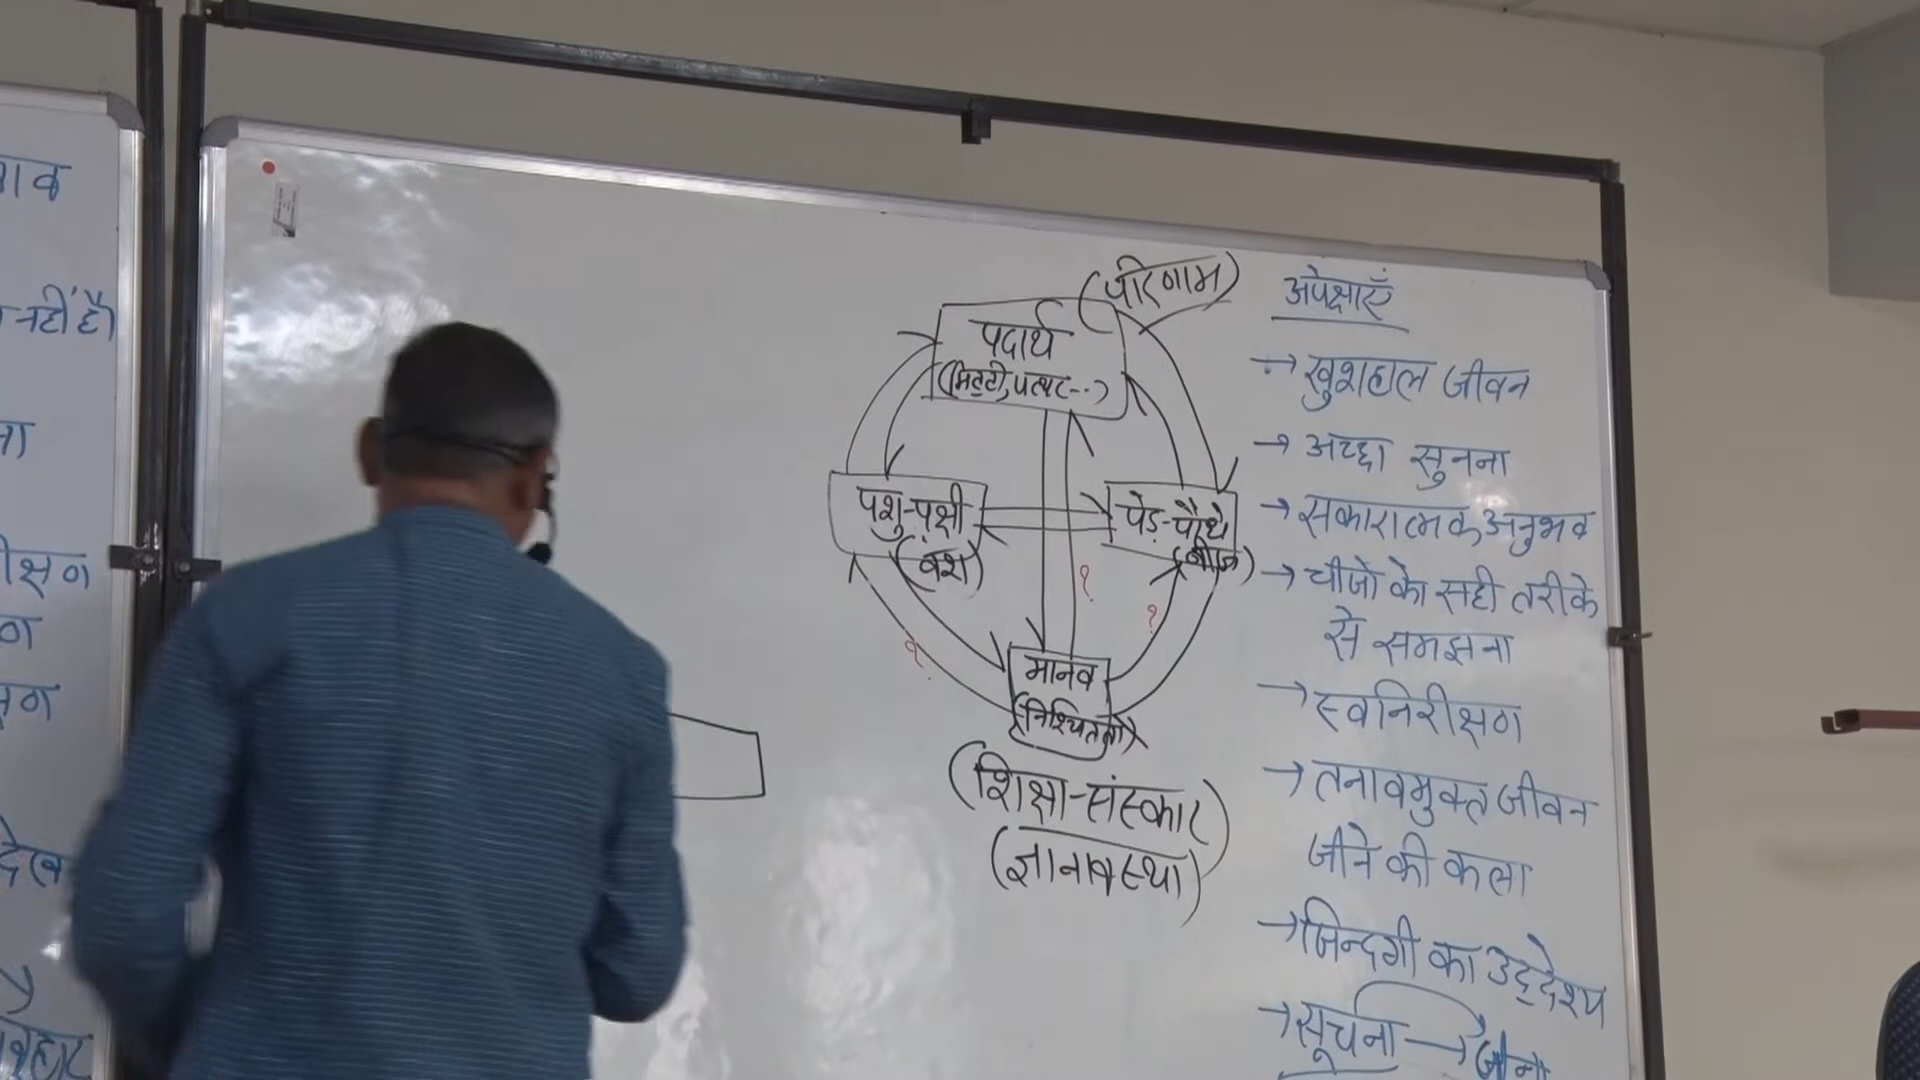 नहीं है
(परिणाम)
पदार्थ
(मिट्टी, पत्थर--)
पशु-पक्षी
(वंश)
पेड़-पौधे
(बीज)
?
?
?
मानव
(निश्चितता)
(शिक्षा-संस्कार)
(ज्ञानावस्था)
अपेक्षाएँ
→ खुशहाल जीवन
→ अच्छा सुनना
→ सकारात्मक अनुभव
→ चीजों को सही तरीके
से समझना
→ स्वनिरीक्षण
→ तनावमुक्त जीवन
जीने की कला
→ जिन्दगी का उद्देश्य
→ सूचना → जीना